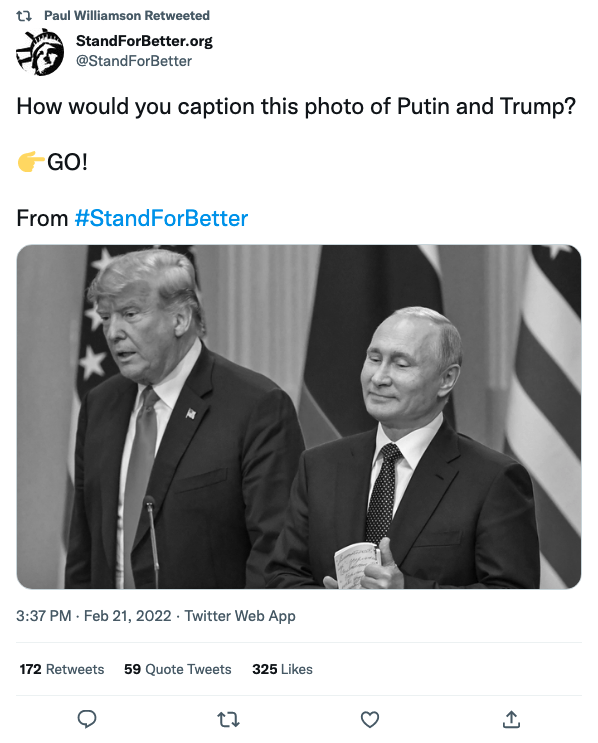 Paul Williamson Retweeted
StandForBetter.org
@StandForBetter
How would you caption this photo of Putin and Trump?
👉GO!
From #StandForBetter
3:37 PM · Feb 21, 2022 · Twitter Web App
172 Retweets 59 Quote Tweets 325 Likes